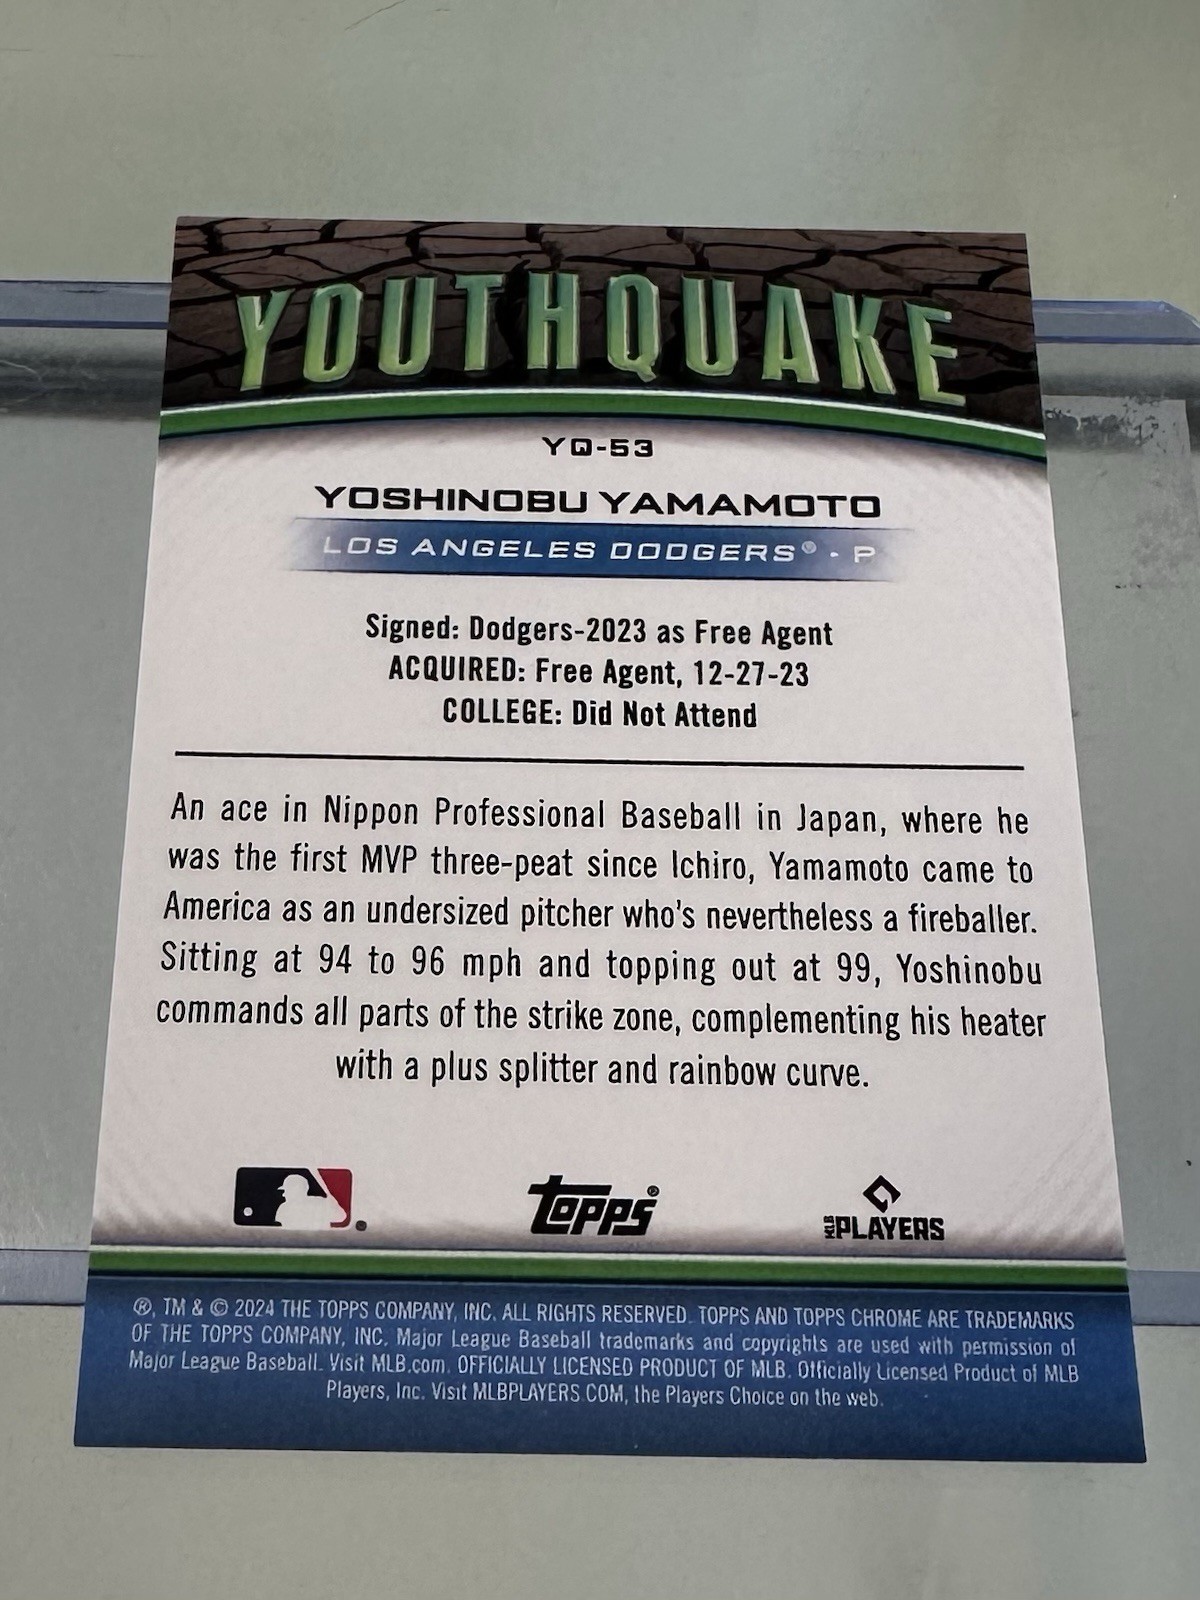 YOUTHQUAKE
YQ-53
YOSHINOBU YAMAMOTO
LOS ANGELES DODGERS® - P
Signed: Dodgers-2023 as Free Agent
ACQUIRED: Free Agent, 12-27-23
COLLEGE: Did Not Attend
An ace in Nippon Professional Baseball in Japan, where he
was the first MVP three-peat since Ichiro, Yamamoto came to
America as an undersized pitcher who's nevertheless a fireballer.
Sitting at 94 to 96 mph and topping out at 99, Yoshinobu
commands all parts of the strike zone, complementing his heater
with a plus splitter and rainbow curve.
TOPPS®
MLB PLAYERS
®, TM & © 2024 THE TOPPS COMPANY, INC. ALL RIGHTS RESERVED. TOPPS AND TOPPS CHROME ARE TRADEMARKS
OF THE TOPPS COMPANY, INC. Major League Baseball trademarks and copyrights are used with permission of
Major League Baseball. Visit MLB.com. OFFICIALLY LICENSED PRODUCT OF MLB. Officially Licensed Product of MLB
Players, Inc. Visit MLBPLAYERS.COM, the Players Choice on the web.